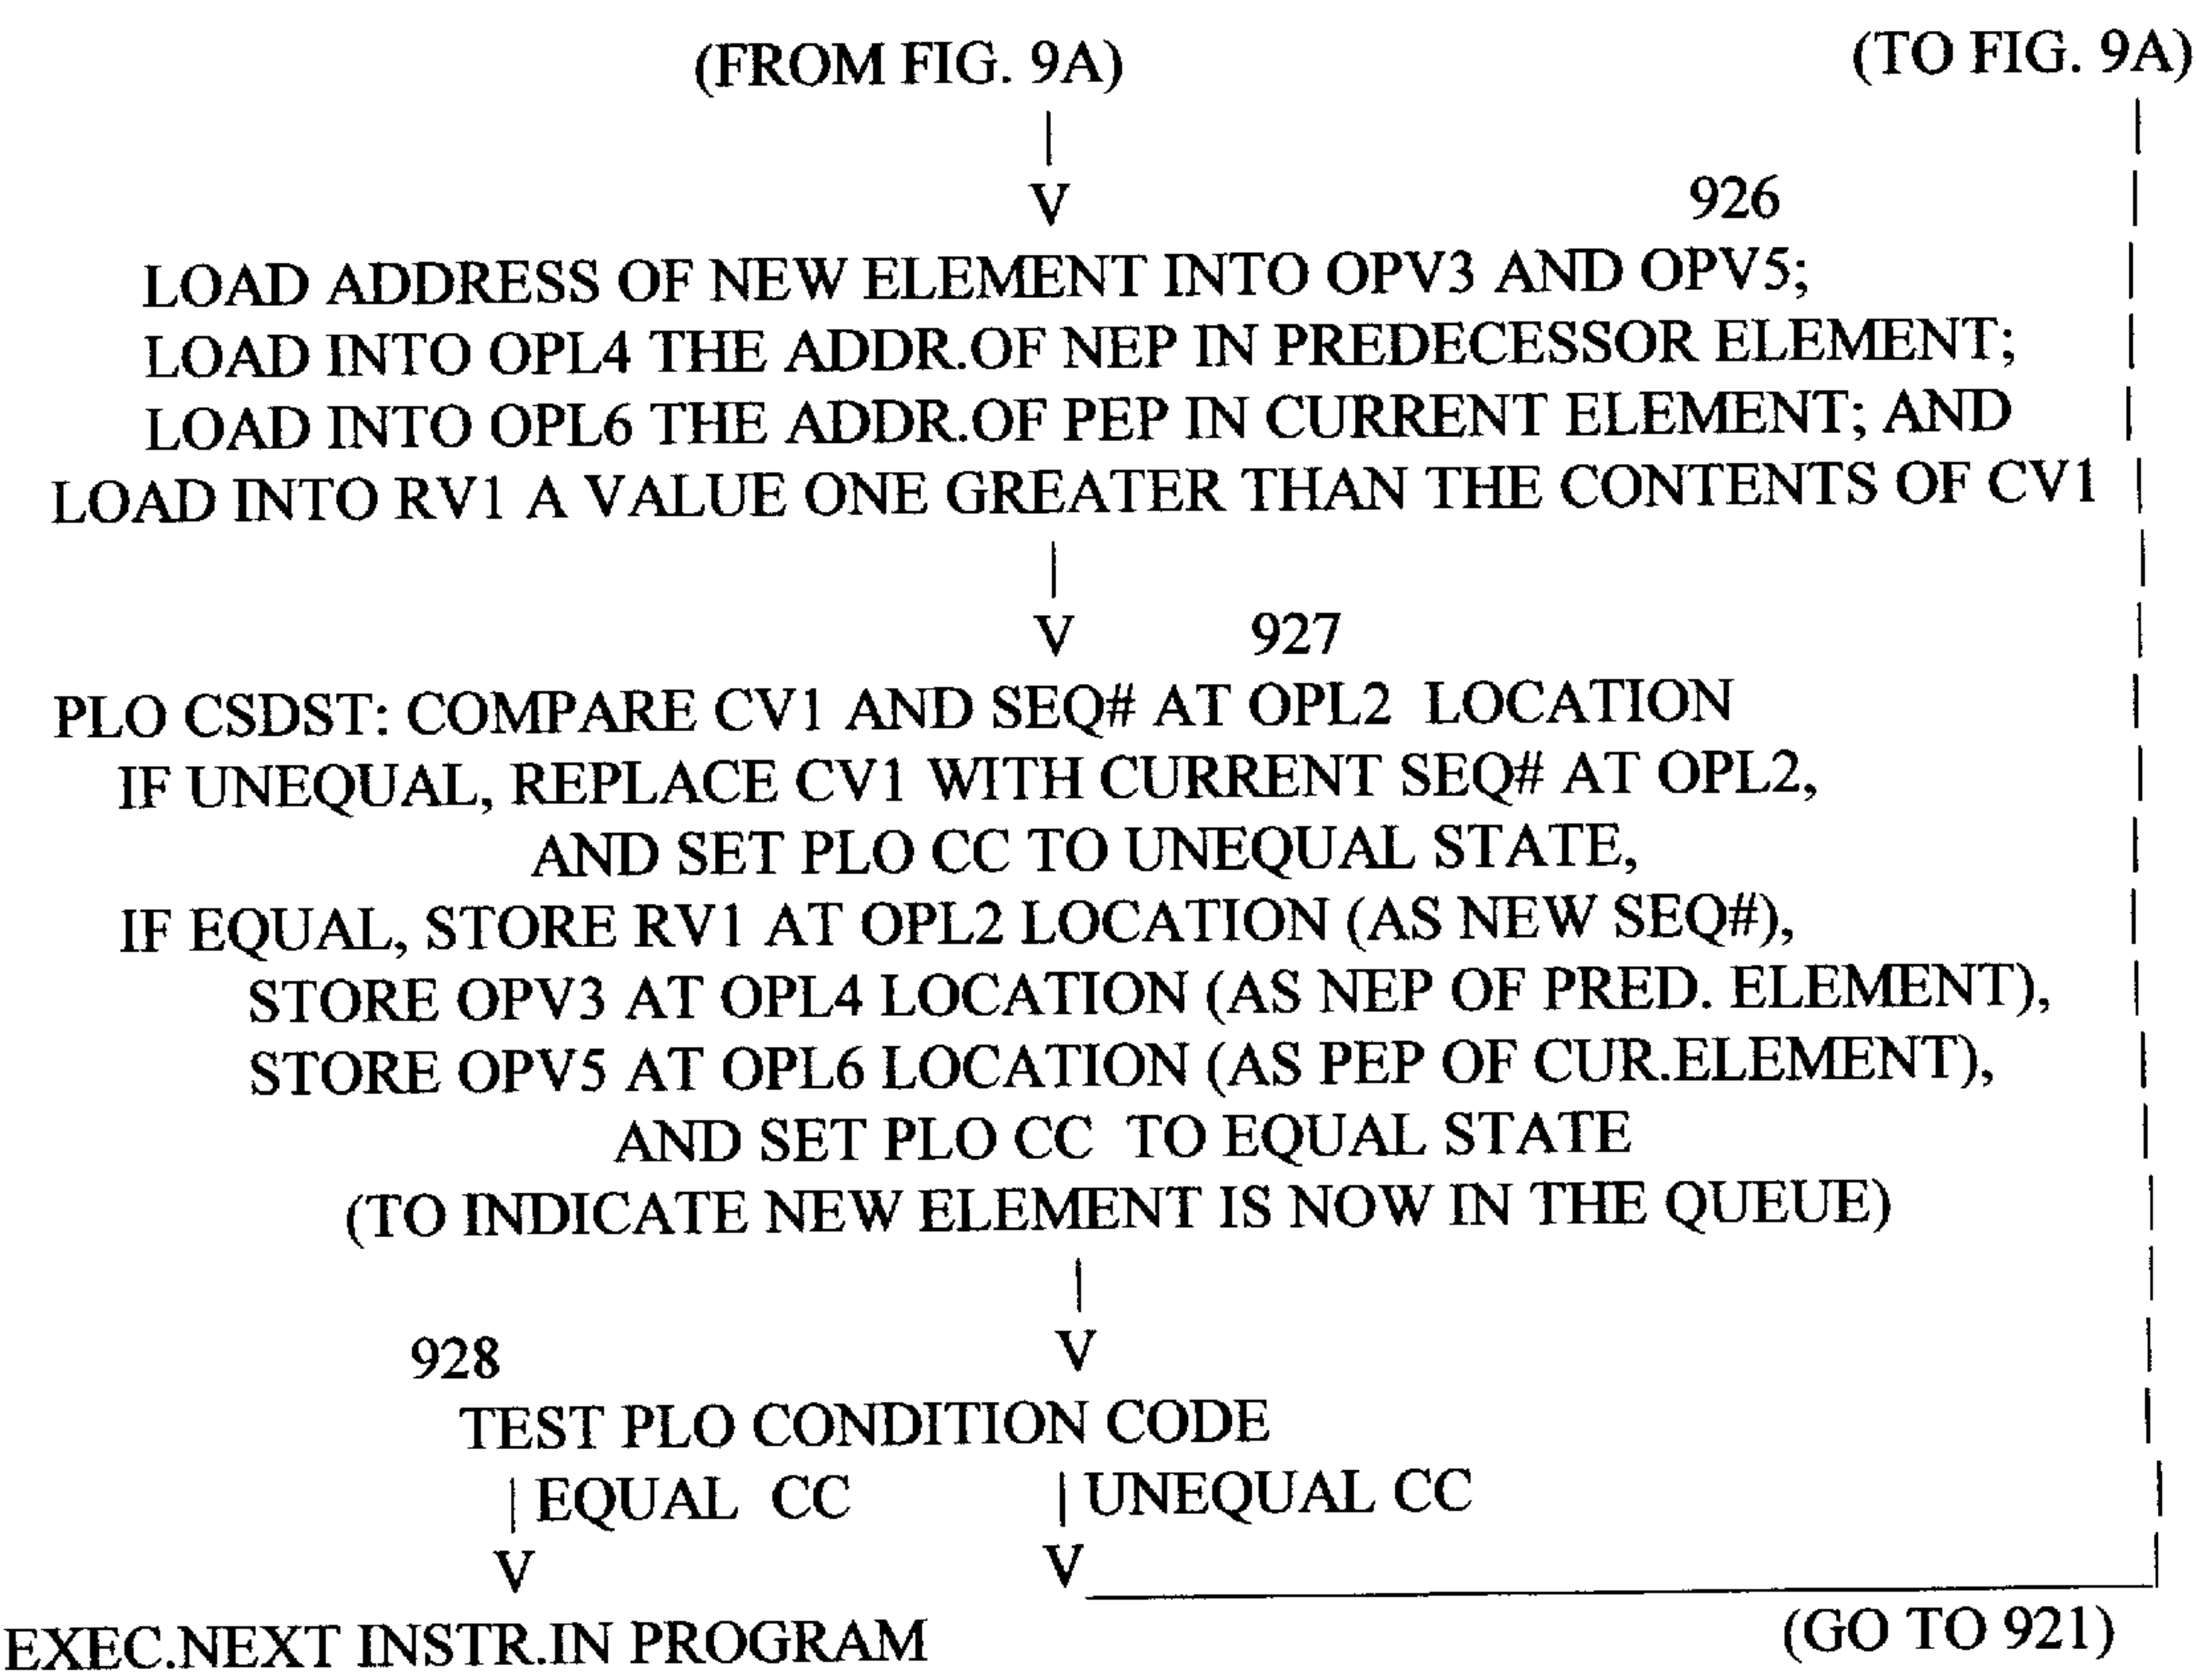 (FROM FIG. 9A) (TO FIG. 9A)
926
LOAD ADDRESS OF NEW ELEMENT INTO OPV3 AND OPV5;
LOAD INTO OPL4 THE ADDR.OF NEP IN PREDECESSOR ELEMENT;
LOAD INTO OPL6 THE ADDR.OF PEP IN CURRENT ELEMENT; AND
LOAD INTO RV1 A VALUE ONE GREATER THAN THE CONTENTS OF CV1
927
PLO CSDST: COMPARE CV1 AND SEQ# AT OPL2 LOCATION
IF UNEQUAL, REPLACE CV1 WITH CURRENT SEQ# AT OPL2,
AND SET PLO CC TO UNEQUAL STATE,
IF EQUAL, STORE RV1 AT OPL2 LOCATION (AS NEW SEQ#),
STORE OPV3 AT OPL4 LOCATION (AS NEP OF PRED. ELEMENT),
STORE OPV5 AT OPL6 LOCATION (AS PEP OF CUR.ELEMENT),
AND SET PLO CC TO EQUAL STATE
(TO INDICATE NEW ELEMENT IS NOW IN THE QUEUE)
928
TEST PLO CONDITION CODE
EQUAL CC UNEQUAL CC
EXEC.NEXT INSTR.IN PROGRAM (GO TO 921)